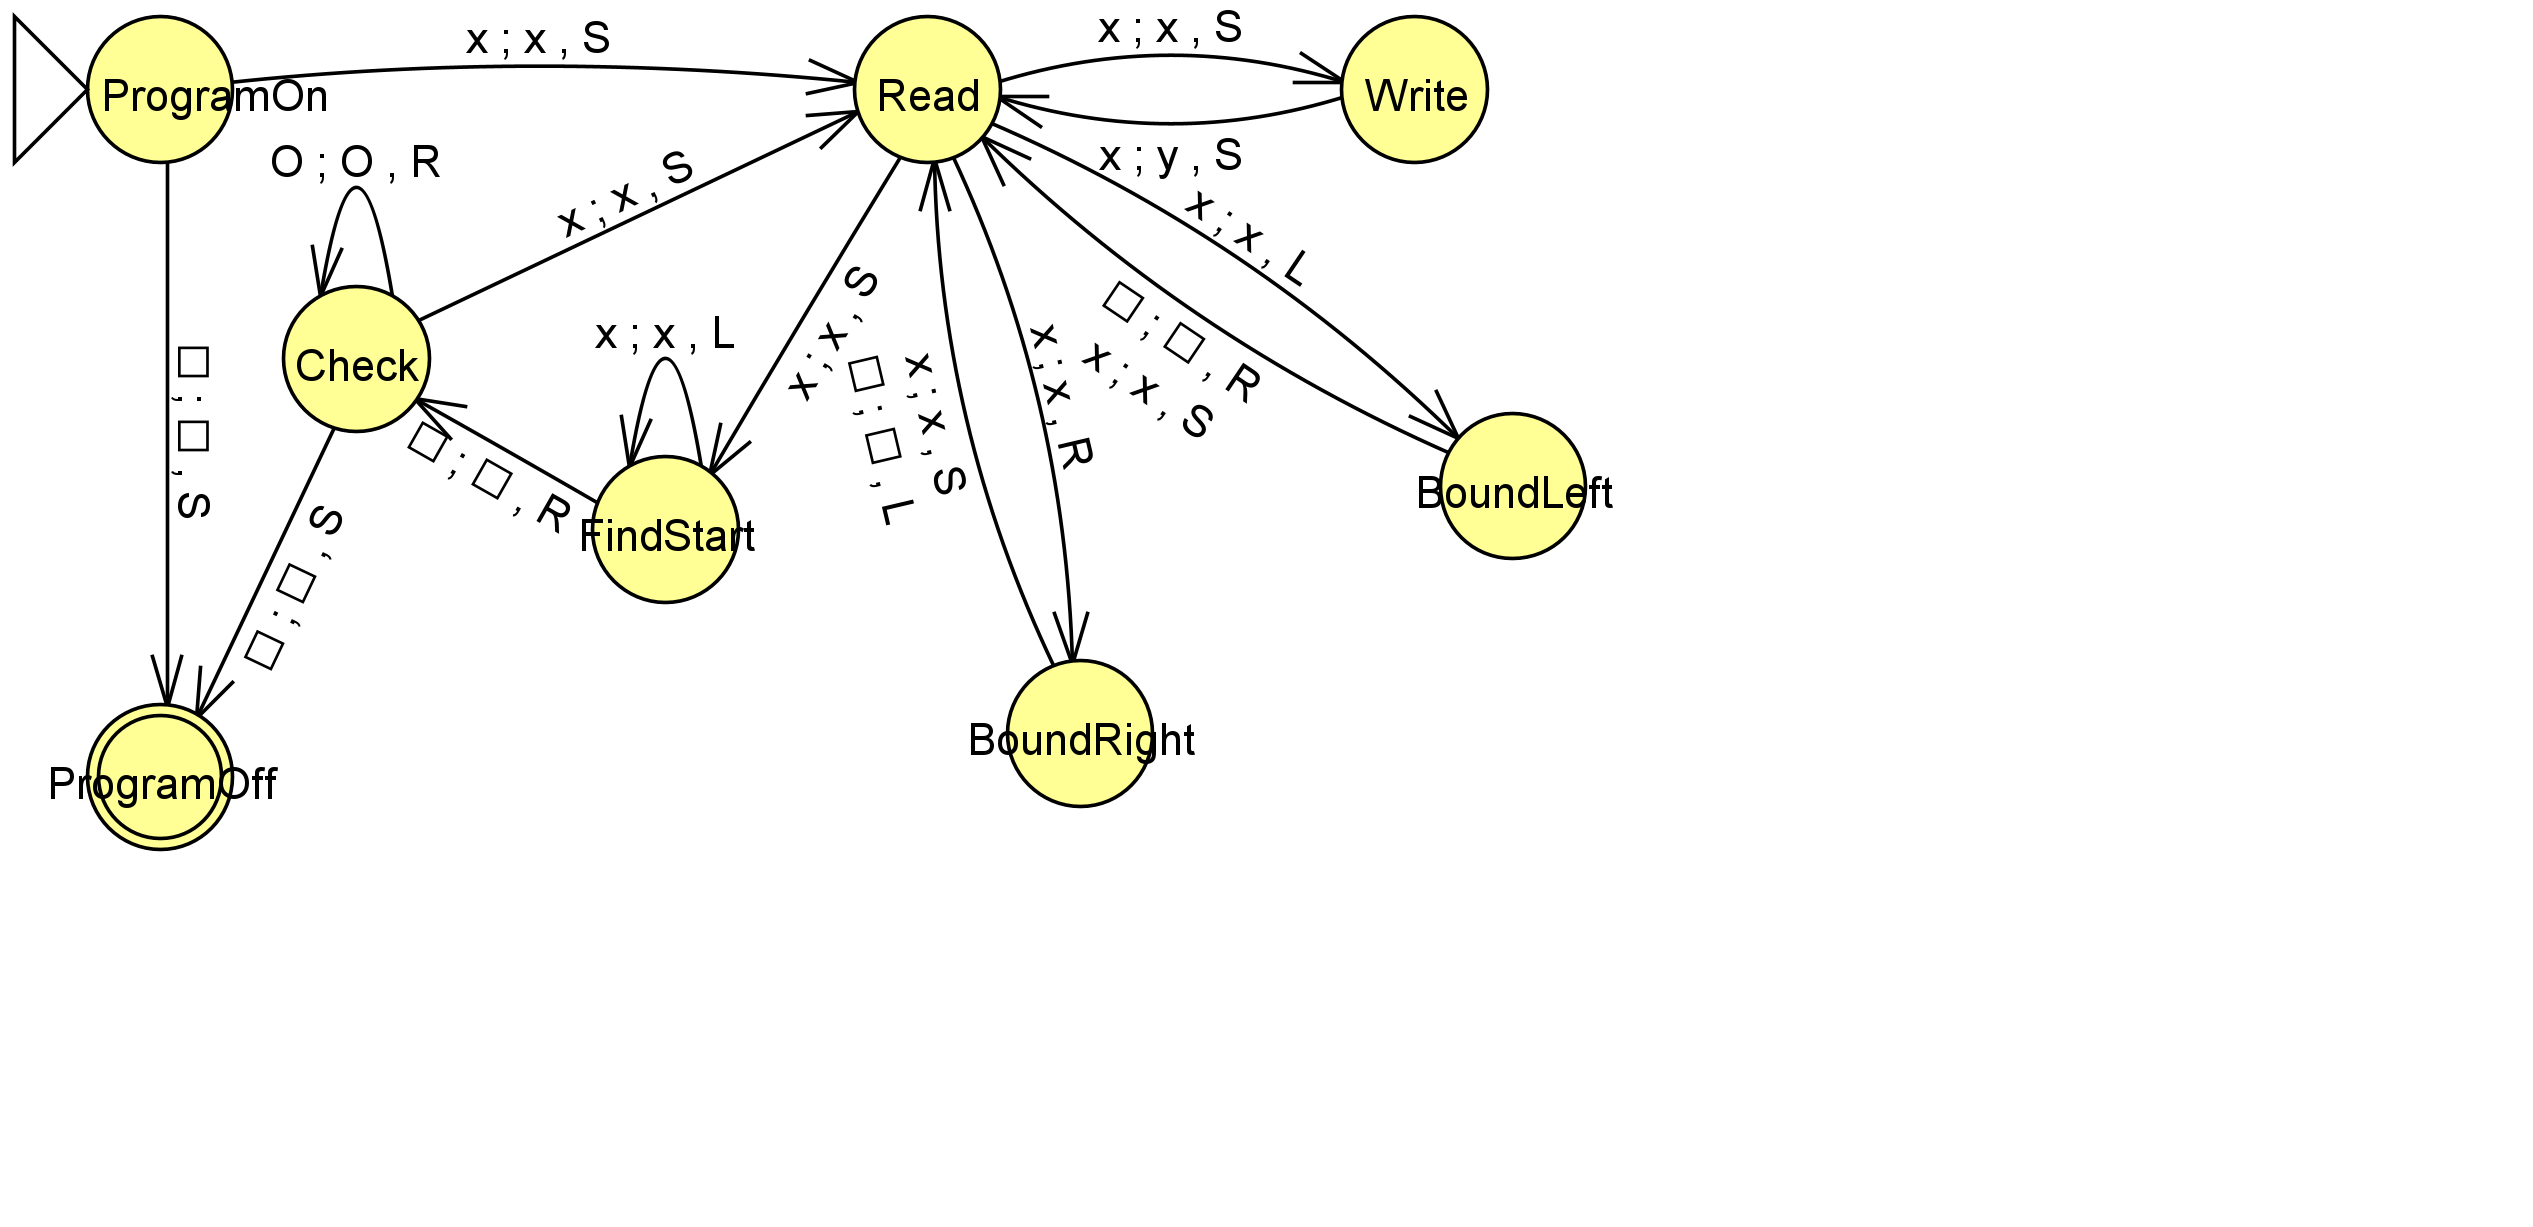 x ; x , S
x ; x , S
ProgramOn
Read
Write
O ; O , R
x ; x , S
x ; y , S
x ; x , L
x ; x , S
x ; x , L
x ; x , S
□ ; □ , R
x ; x , S
□ ; □ , S
Check
□ ; □ , L
x ; x , S
x ; x , R
□ ; □ , R
FindStart
BoundLeft
□ ; □ , S
BoundRight
ProgramOff